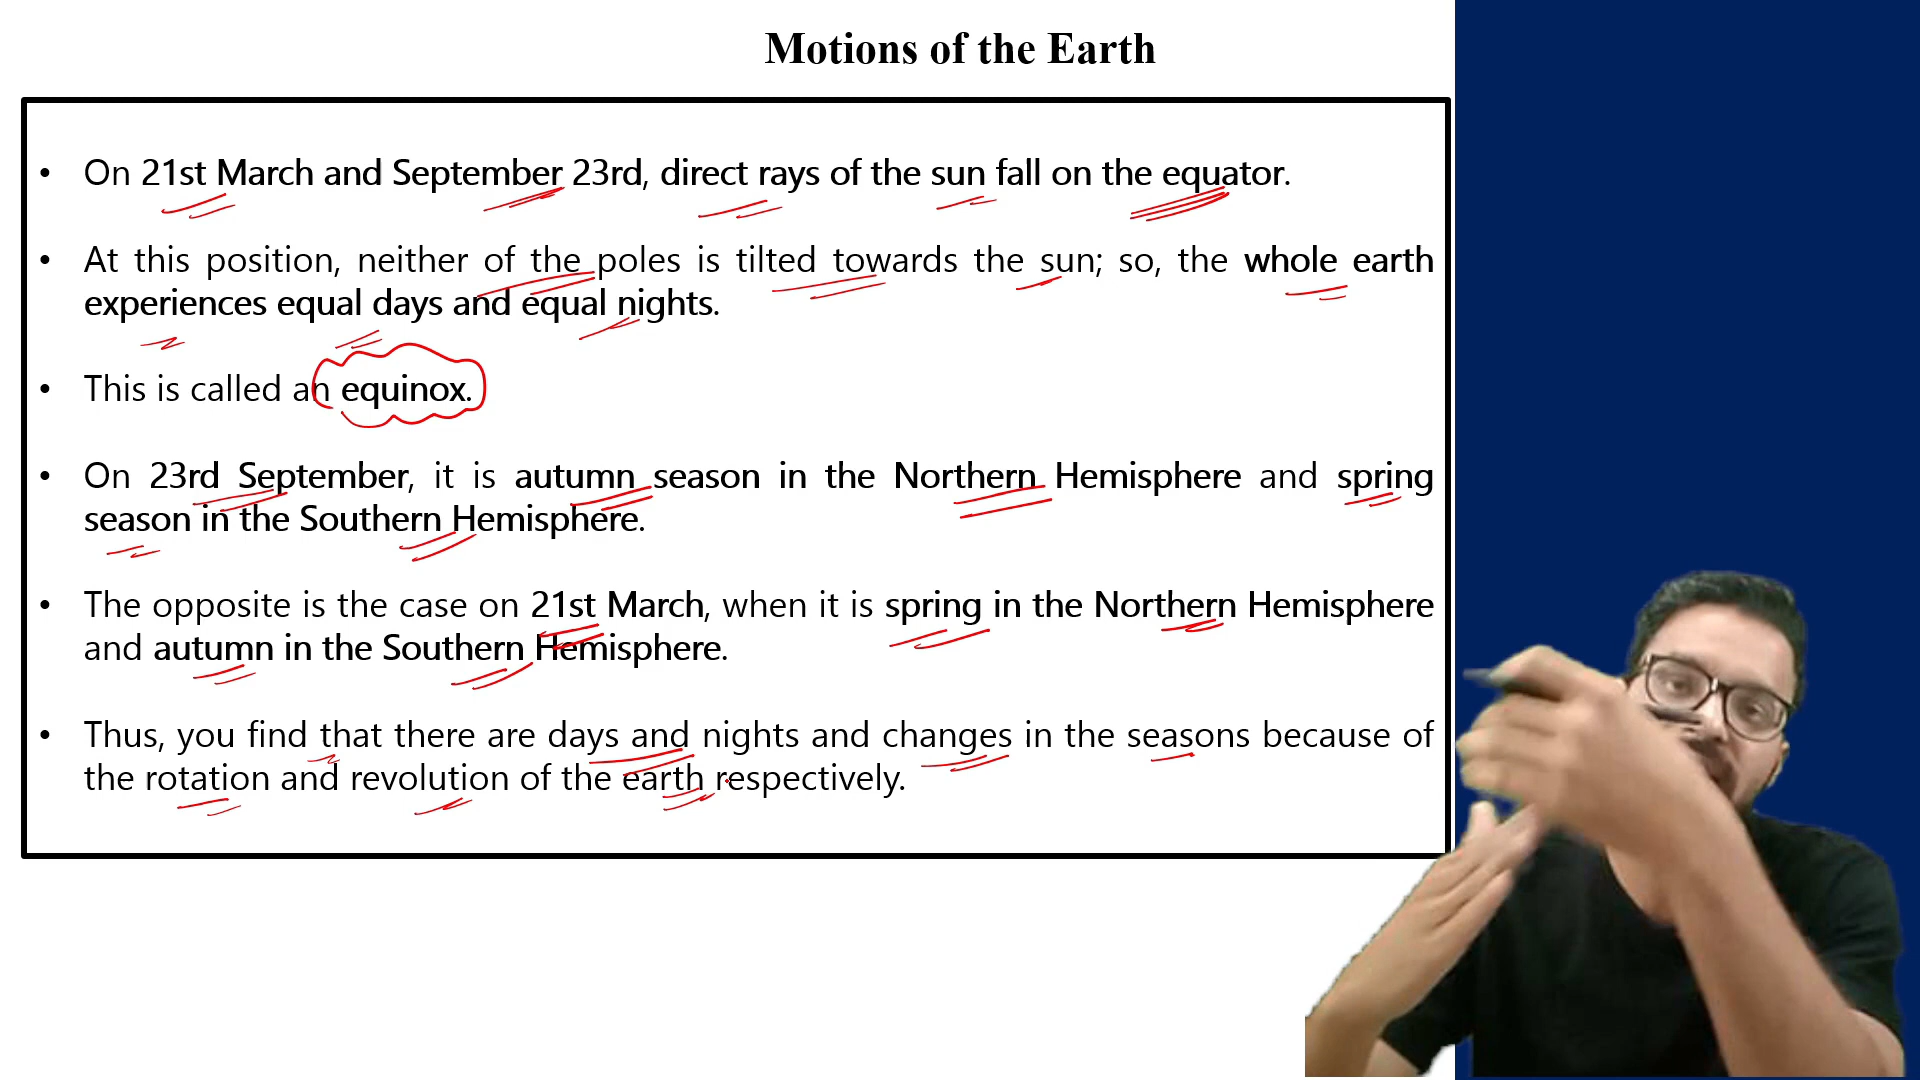 Motions of the Earth
• On 21st March and September 23rd, direct rays of the sun fall on the equator.
• At this position, neither of the poles is tilted towards the sun; so, the whole earth
experiences equal days and equal nights.
• This is called an equinox.
• On 23rd September, it is autumn season in the Northern Hemisphere and spring
season in the Southern Hemisphere.
• The opposite is the case on 21st March, when it is spring in the Northern Hemisphere
and autumn in the Southern Hemisphere.
• Thus, you find that there are days and nights and changes in the seasons because of
the rotation and revolution of the earth respectively.